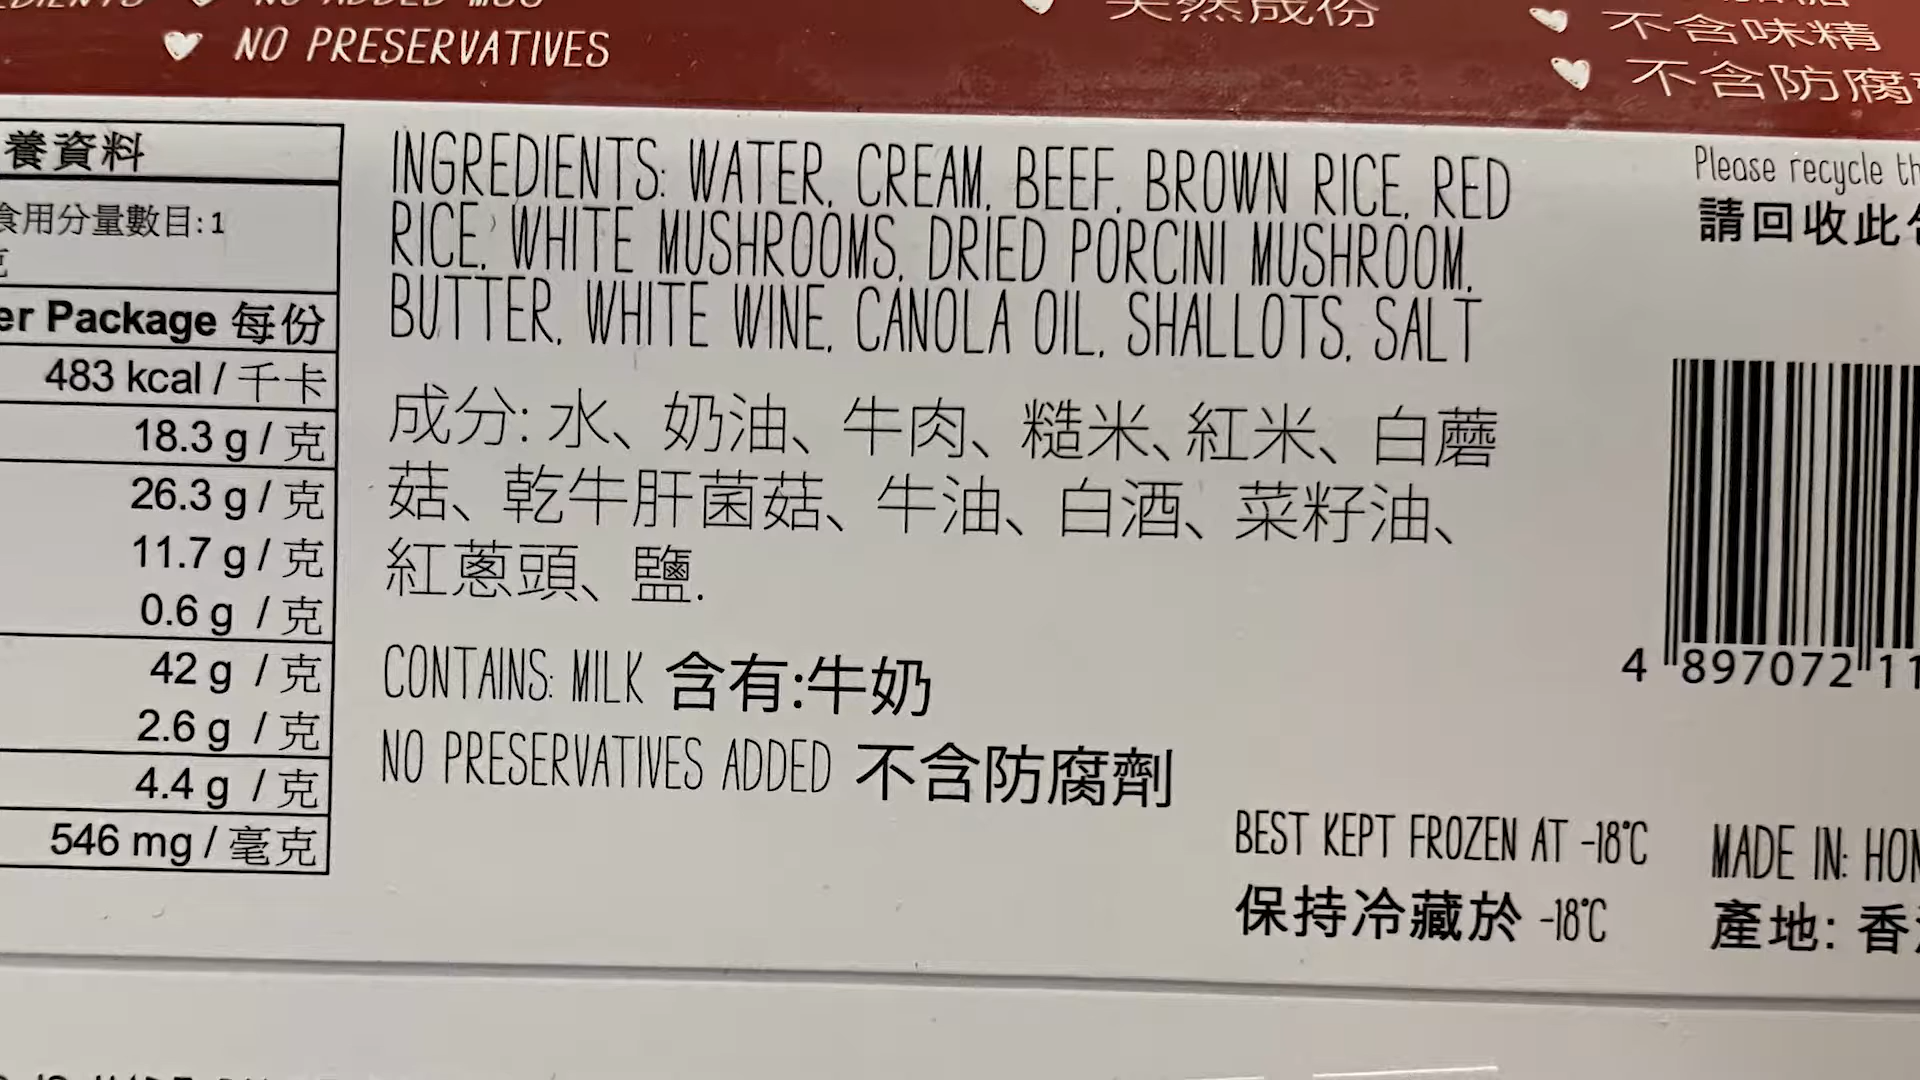 NO PRESERVATIVES
天然成份
不含味精
不含防腐
養資料
食用分量數目:1
Package 每份
483 kcal / 千卡
18.3 g / 克
26.3 g / 克
11.7 g / 克
0.6 g / 克
42 g / 克
2.6 g / 克
4.4 g / 克
546 mg / 毫克
INGREDIENTS: WATER, CREAM, BEEF, BROWN RICE, RED
RICE, WHITE MUSHROOMS, DRIED PORCINI MUSHROOM,
BUTTER, WHITE WINE, CANOLA OIL, SHALLOTS, SALT
成分: 水、奶油、牛肉、糙米、紅米、白蘑
菇、乾牛肝菌菇、牛油、白酒、菜籽油、
紅蔥頭、鹽.
CONTAINS: MILK 含有:牛奶
NO PRESERVATIVES ADDED 不含防腐劑
Please recycle
請回收此
4 897072 11
BEST KEPT FROZEN AT -18°C
保持冷藏於 -18°C
MADE IN:
產地: 香